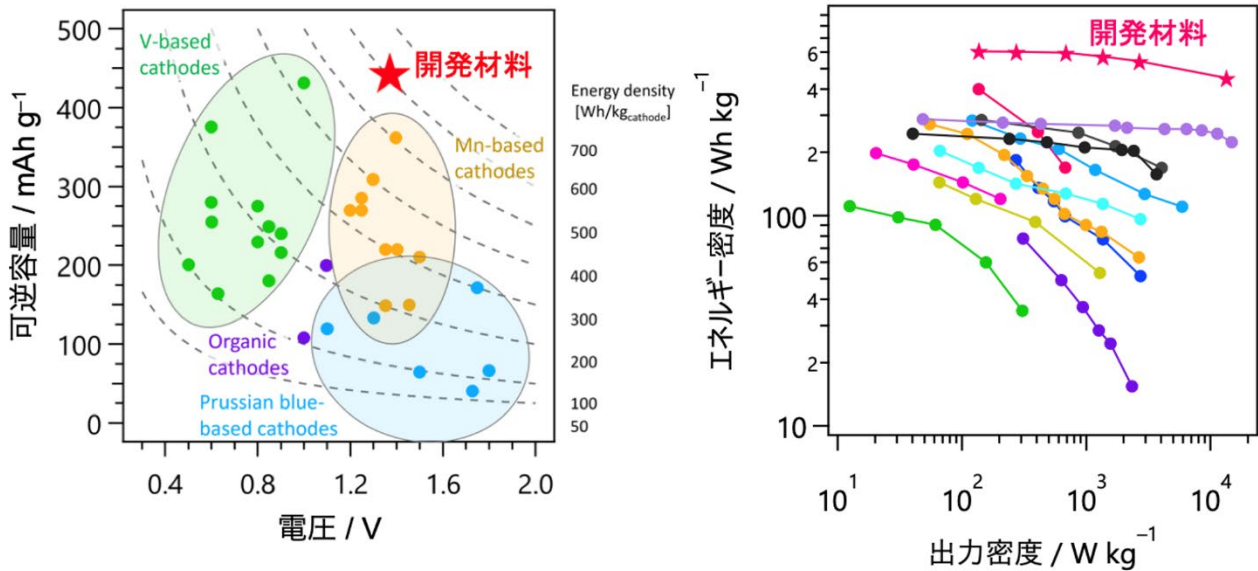 500
400
300
200
100
0
可逆容量 / mAh g⁻¹
V-based
cathodes
開発材料
Energy density
[Wh/kgcathode]
Mn-based
cathodes
700
600
500
400
300
200
100
50
Organic
cathodes
Prussian blue-
based cathodes
0.4 0.8 1.2 1.6 2.0
電圧 / V
エネルギー密度 / Wh kg⁻¹
6
4
2
100
6
4
2
10
開発材料
10¹ 10² 10³ 10⁴
出力密度 / W kg⁻¹